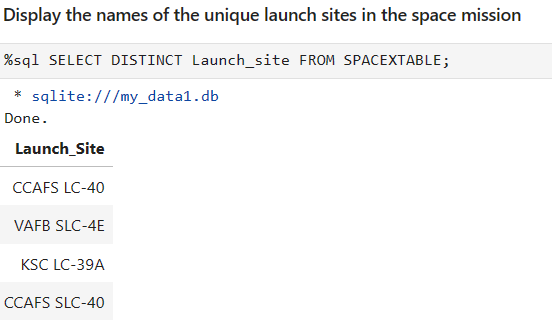 Display the names of the unique launch sites in the space mission
%sql SELECT DISTINCT Launch_site FROM SPACEXTABLE;
* sqlite:///my_data1.db
Done.
Launch_Site
CCAFS LC-40
VAFB SLC-4E
KSC LC-39A
CCAFS SLC-40